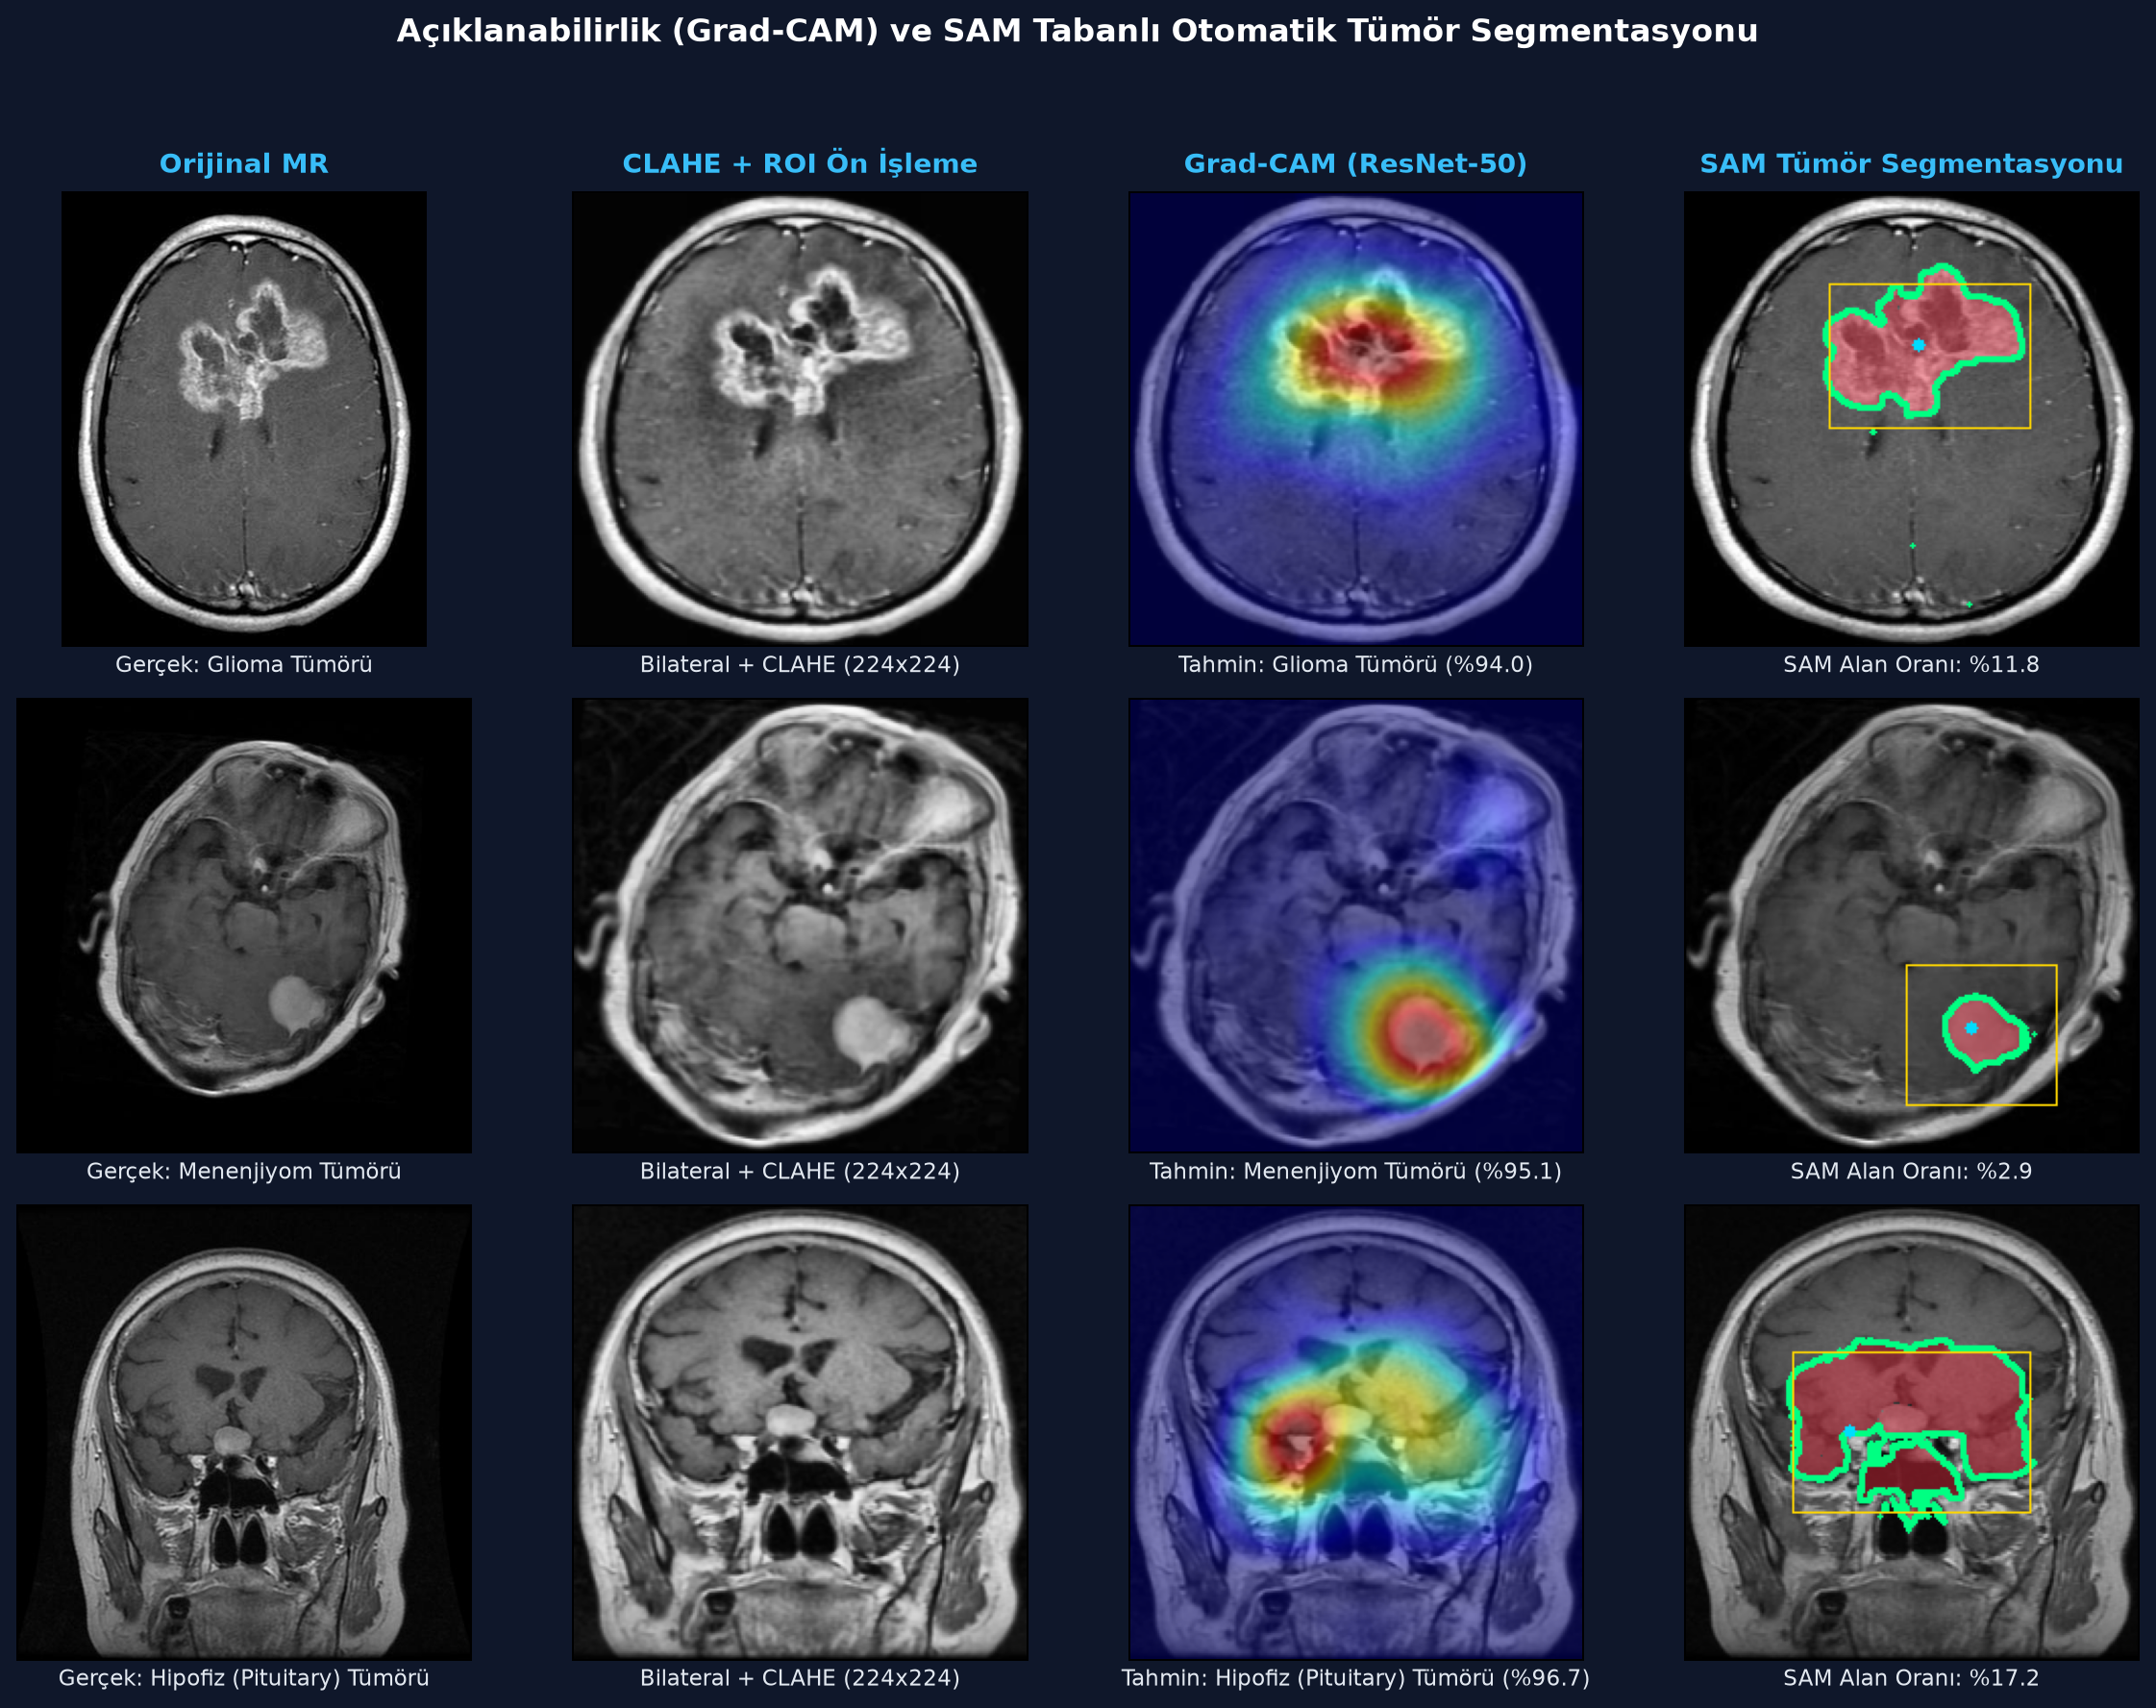 Açıklanabilirlik (Grad-CAM) ve SAM Tabanlı Otomatik Tümör Segmentasyonu
Orijinal MR
CLAHE + ROI Ön İşleme
Grad-CAM (ResNet-50)
SAM Tümör Segmentasyonu
Gerçek: Glioma Tümörü
Bilateral + CLAHE (224x224)
Tahmin: Glioma Tümörü (%94.0)
SAM Alan Oranı: %11.8
Gerçek: Menenjiyom Tümörü
Bilateral + CLAHE (224x224)
Tahmin: Menenjiyom Tümörü (%95.1)
SAM Alan Oranı: %2.9
Gerçek: Hipofiz (Pituitary) Tümörü
Bilateral + CLAHE (224x224)
Tahmin: Hipofiz (Pituitary) Tümörü (%96.7)
SAM Alan Oranı: %17.2